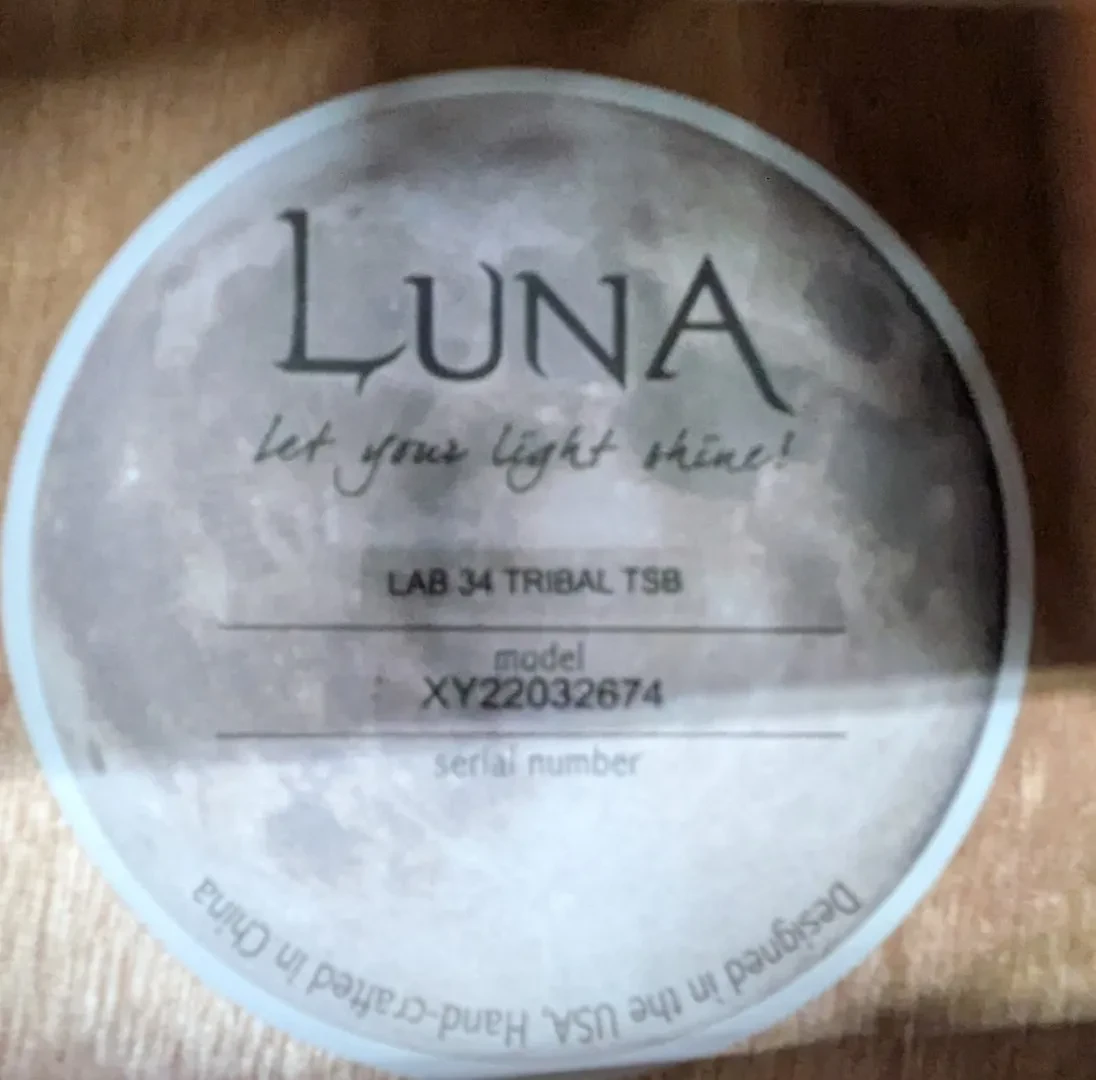 LUNA
let your light shine!
LAB 34 TRIBAL TSB
model
XY22032674
serial number
Designed in the USA, Hand-crafted in China